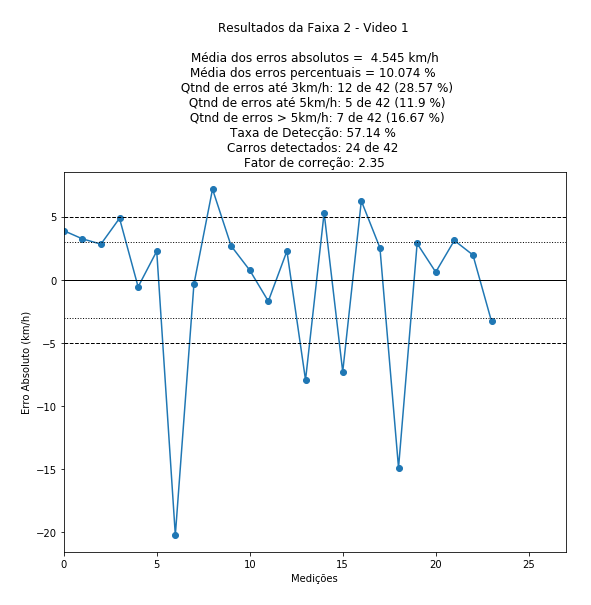 Resultados da Faixa 2 - Video 1
Média dos erros absolutos =  4.545 km/h
Média dos erros percentuais = 10.074 %
Qtnd de erros até 3km/h: 12 de 42 (28.57 %)
Qtnd de erros até 5km/h: 5 de 42 (11.9 %)
Qtnd de erros > 5km/h: 7 de 42 (16.67 %)
Taxa de Detecção: 57.14 %
Carros detectados: 24 de 42
Fator de correção: 2.35
5
0
−5
−10
−15
−20
Erro Absoluto (km/h)
0 5 10 15 20 25
Medições